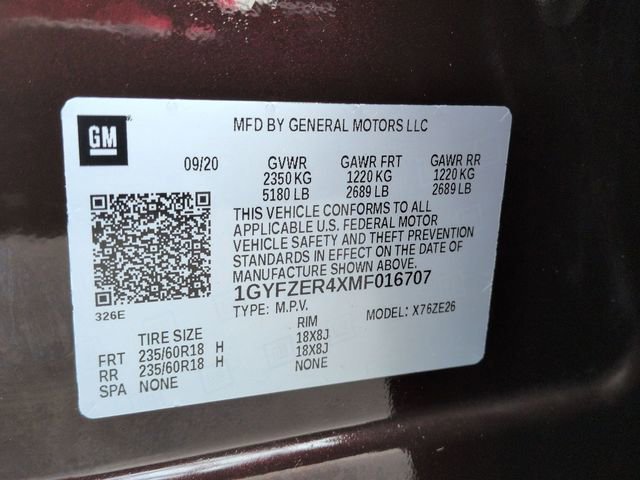 GM
MFD BY GENERAL MOTORS LLC
09/20 GVWR GAWR FRT GAWR RR
2350 KG 1220 KG 1220 KG
5180 LB 2689 LB 2689 LB
THIS VEHICLE CONFORMS TO ALL
APPLICABLE U.S. FEDERAL MOTOR
VEHICLE SAFETY AND THEFT PREVENTION
STANDARDS IN EFFECT ON THE DATE OF
MANUFACTURE SHOWN ABOVE.
1GYFZER4XMF016707
326E
TYPE: M.P.V. MODEL: X76ZE26
TIRE SIZE RIM
FRT 235/60R18 H 18X8J
RR 235/60R18 H 18X8J
SPA NONE NONE